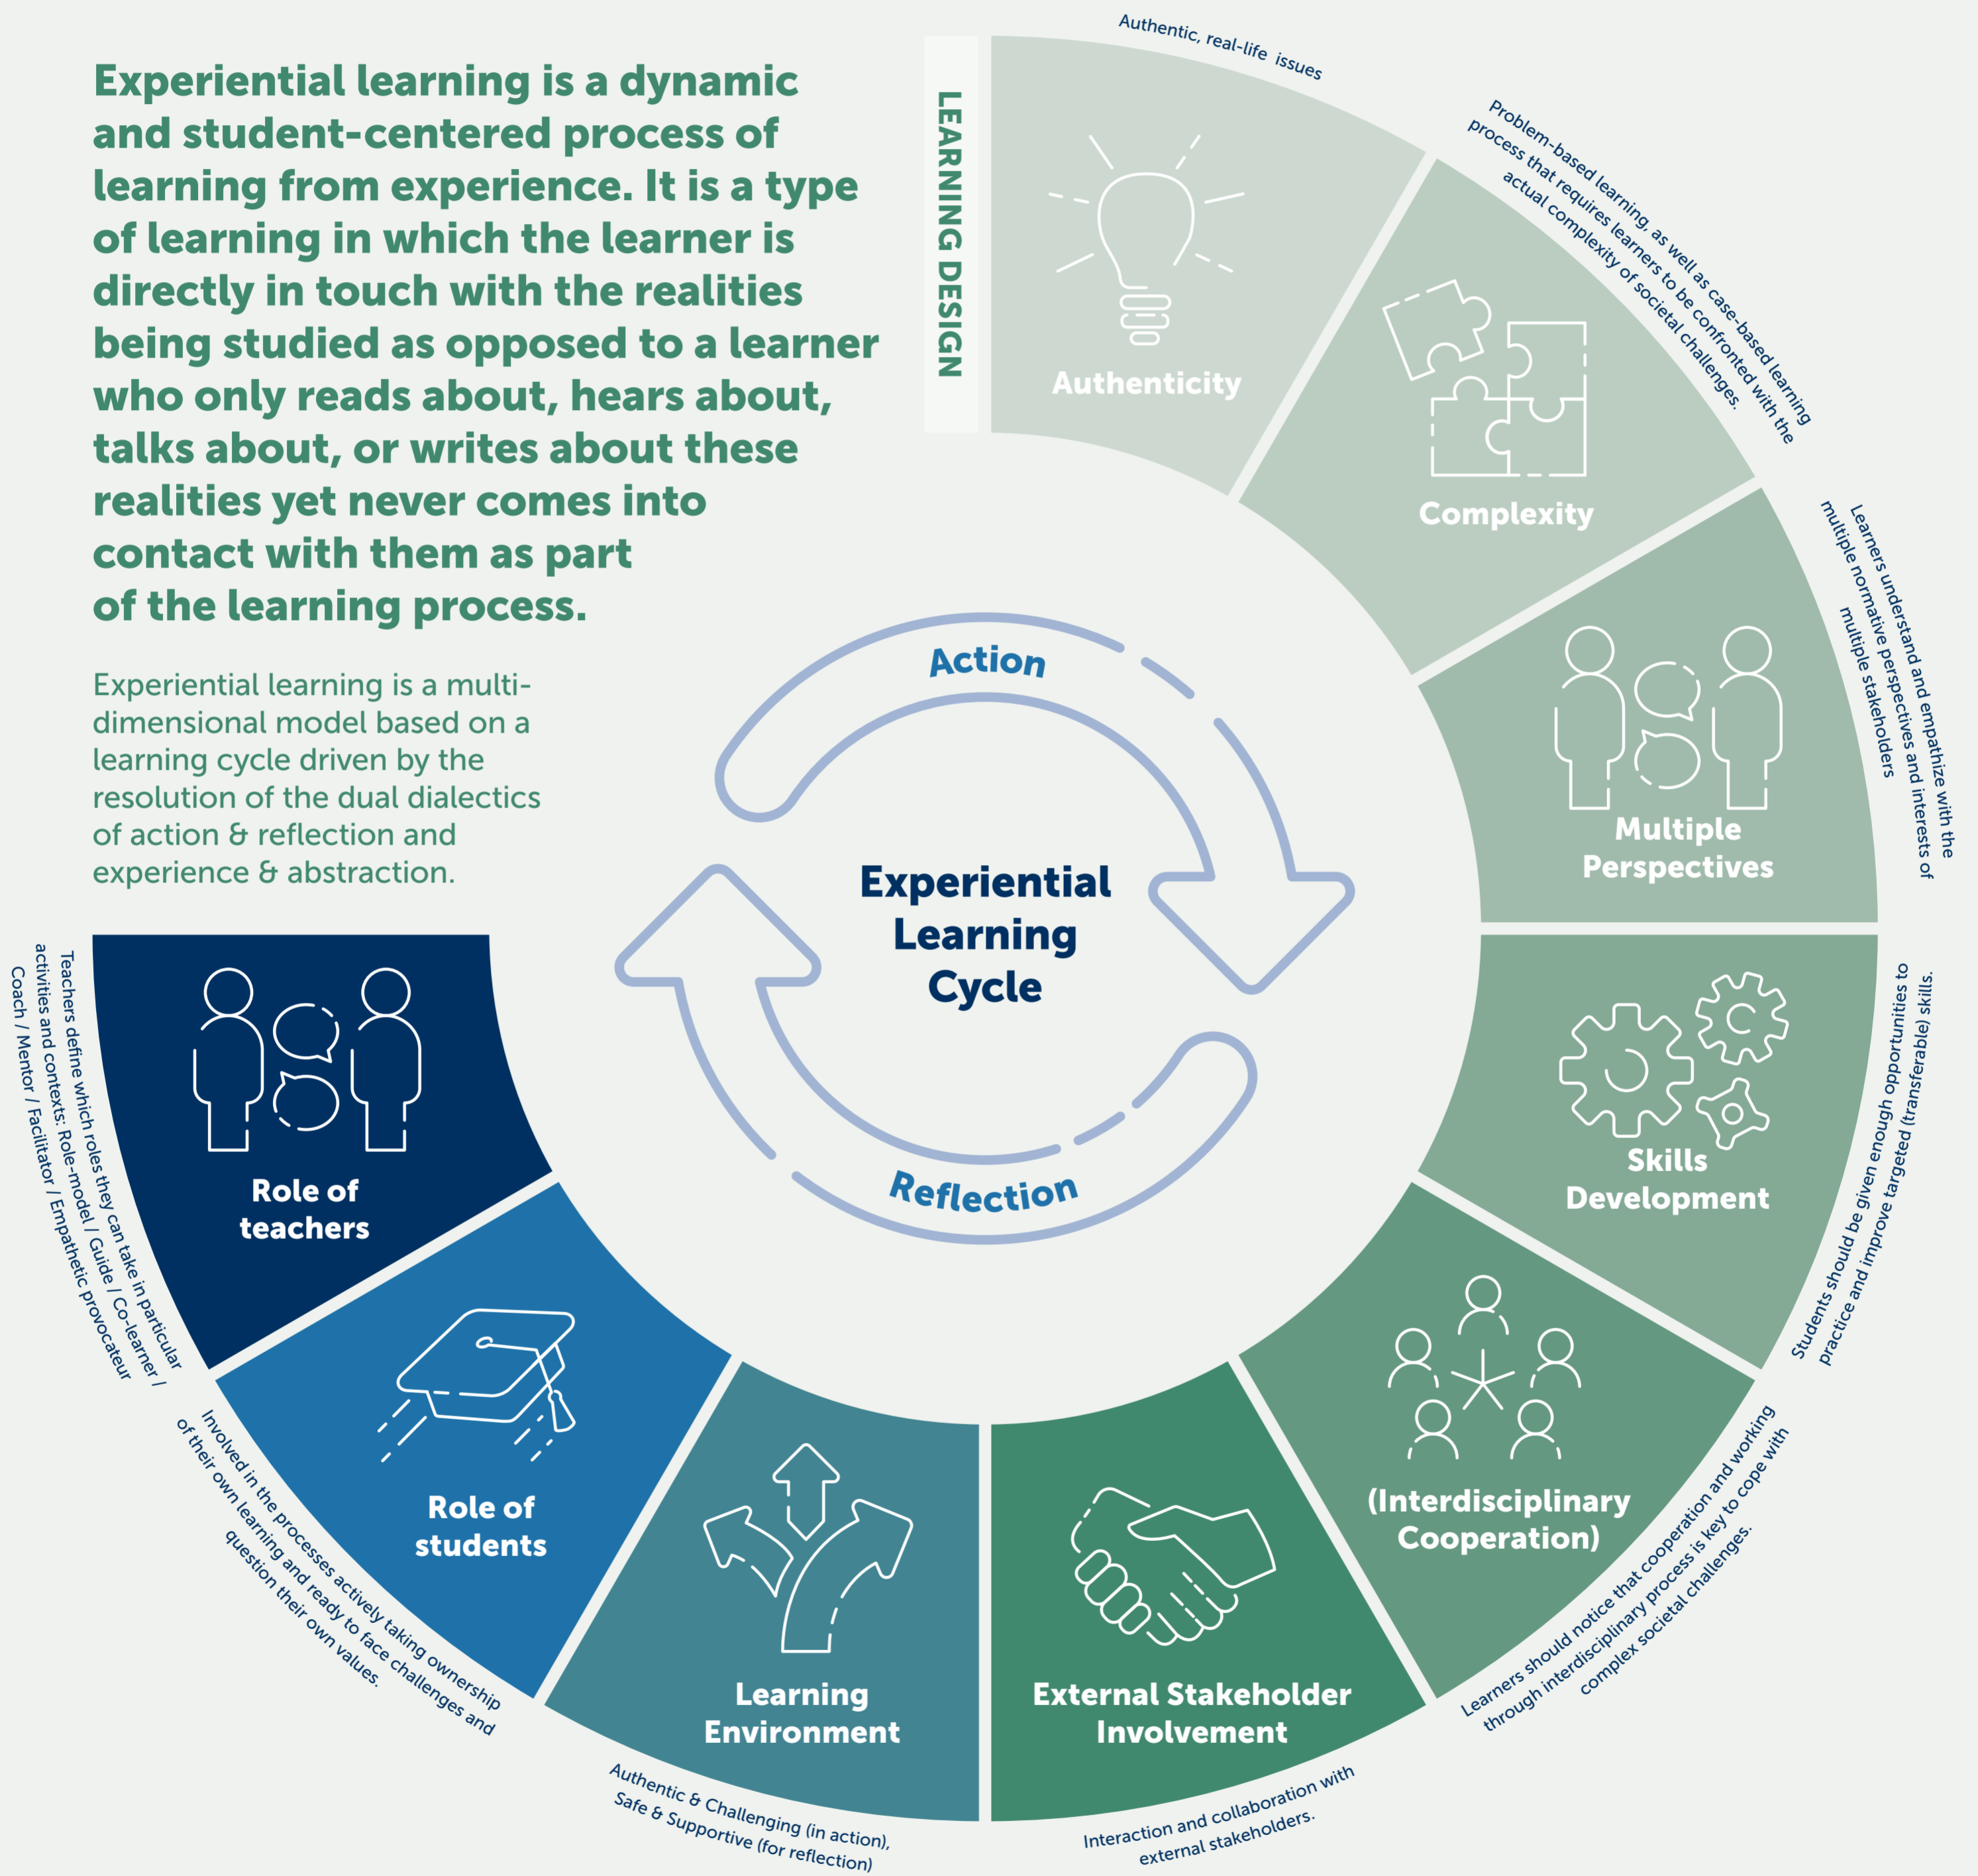 Experiential learning is a dynamic
and student-centered process of
learning from experience. It is a type
of learning in which the learner is
directly in touch with the realities
being studied as opposed to a learner
who only reads about, hears about,
talks about, or writes about these
realities yet never comes into
contact with them as part
of the learning process.
Experiential learning is a multi-
dimensional model based on a
learning cycle driven by the
resolution of the dual dialectics
of action & reflection and
experience & abstraction.
LEARNING DESIGN
Authentic, real-life issues
Authenticity
Problem-based learning, as well as case-based learning
process that requires learners to be confronted with the
actual complexity of societal challenges.
Complexity
Learners understand and empathize with the
multiple normative perspectives and interests of
multiple stakeholders
Multiple
Perspectives
Students should be given enough opportunities to
practice and improve targeted (transferable) skills.
Skills
Development
Learners should notice that cooperation and working
through interdisciplinary process is key to cope with
complex societal challenges.
(Interdisciplinary
Cooperation)
Interaction and collaboration with
external stakeholders.
External Stakeholder
Involvement
Authentic & Challenging (in action),
Safe & Supportive (for reflection)
Learning
Environment
Involved in the processes actively taking ownership
of their own learning and ready to face challenges and
question their own values.
Role of
students
Teachers define which roles they can take in particular
activities and contexts: Role-model / Guide / Co-learner /
Coach / Mentor / Facilitator / Empathetic provocateur
Role of
teachers
Action
Experiential
Learning
Cycle
Reflection